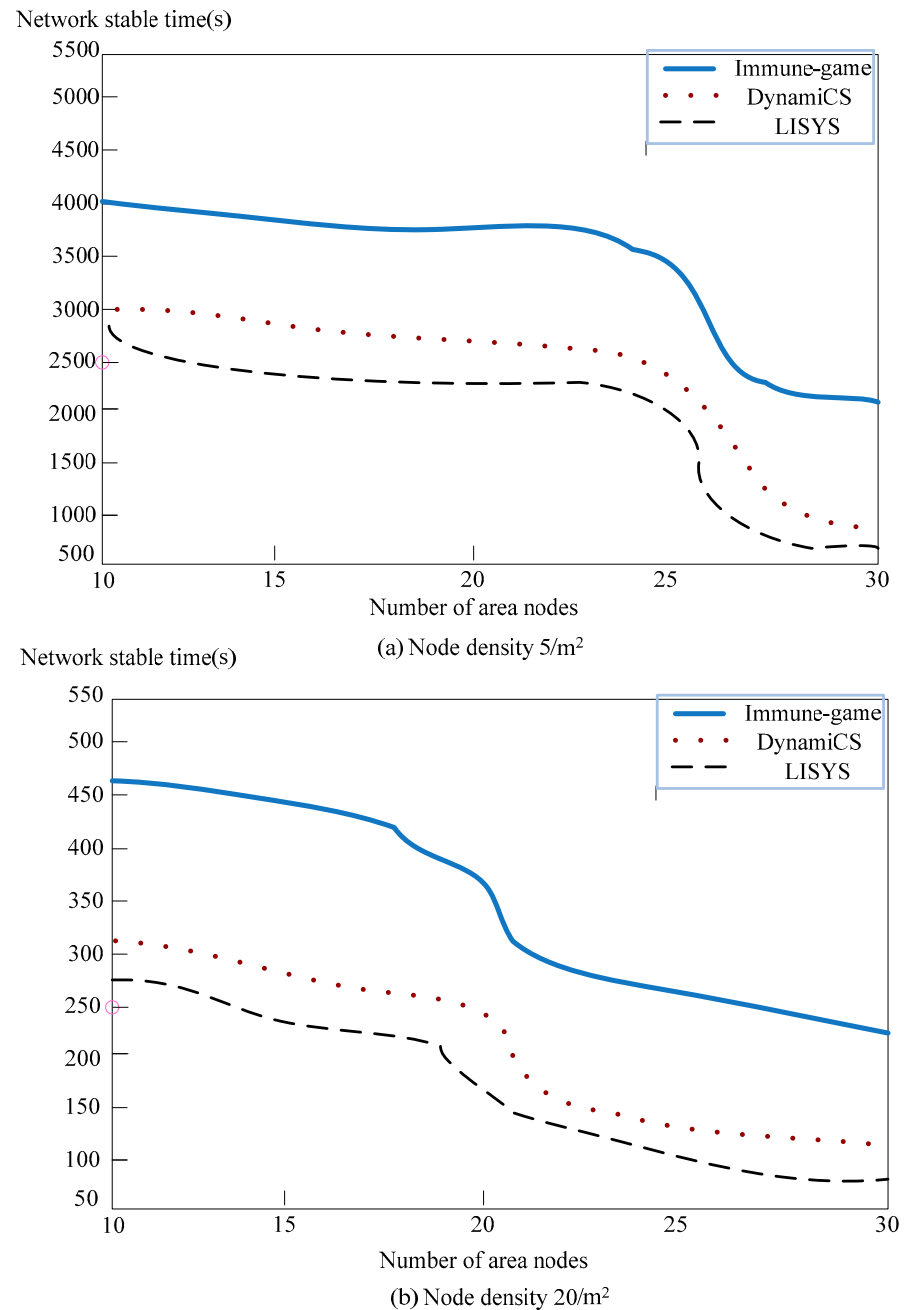 Network stable time(s)
5500
5000
4500
4000
3500
3000
2500
2000
1500
1000
500
Immune-game
DynamiCS
LISYS
10 15 20 25 30
Number of area nodes
(a) Node density 5/m²
Network stable time(s)
550
500
450
400
350
300
250
200
150
100
50
Immune-game
DynamiCS
LISYS
10 15 20 25 30
Number of area nodes
(b) Node density 20/m²